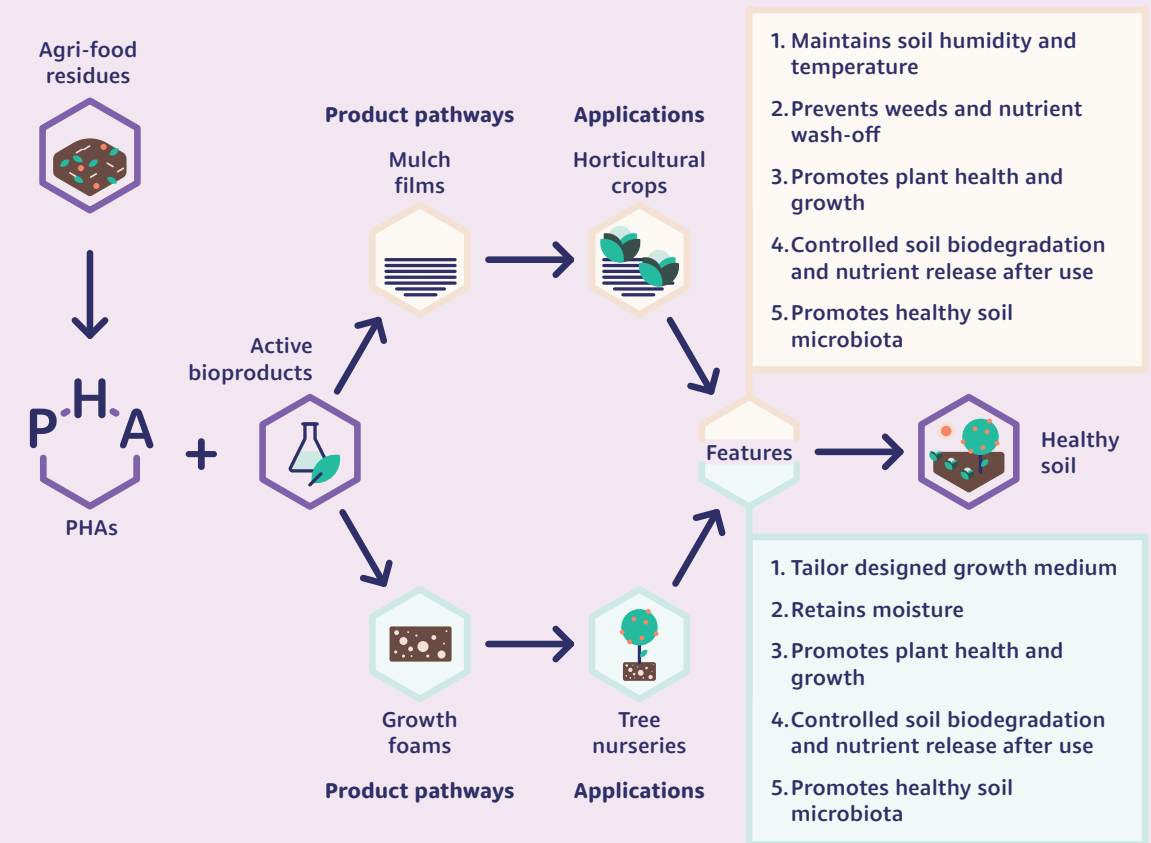 Agri-food
residues
P H A
PHAs
+
Active
bioproducts
Product pathways
Mulch
films
Applications
Horticultural
crops
Growth
foams
Product pathways
Tree
nurseries
Applications
Features
1. Maintains soil humidity and
temperature
2. Prevents weeds and nutrient
wash-off
3. Promotes plant health and
growth
4. Controlled soil biodegradation
and nutrient release after use
5. Promotes healthy soil
microbiota
Healthy
soil
1. Tailor designed growth medium
2. Retains moisture
3. Promotes plant health and
growth
4. Controlled soil biodegradation
and nutrient release after use
5. Promotes healthy soil
microbiota